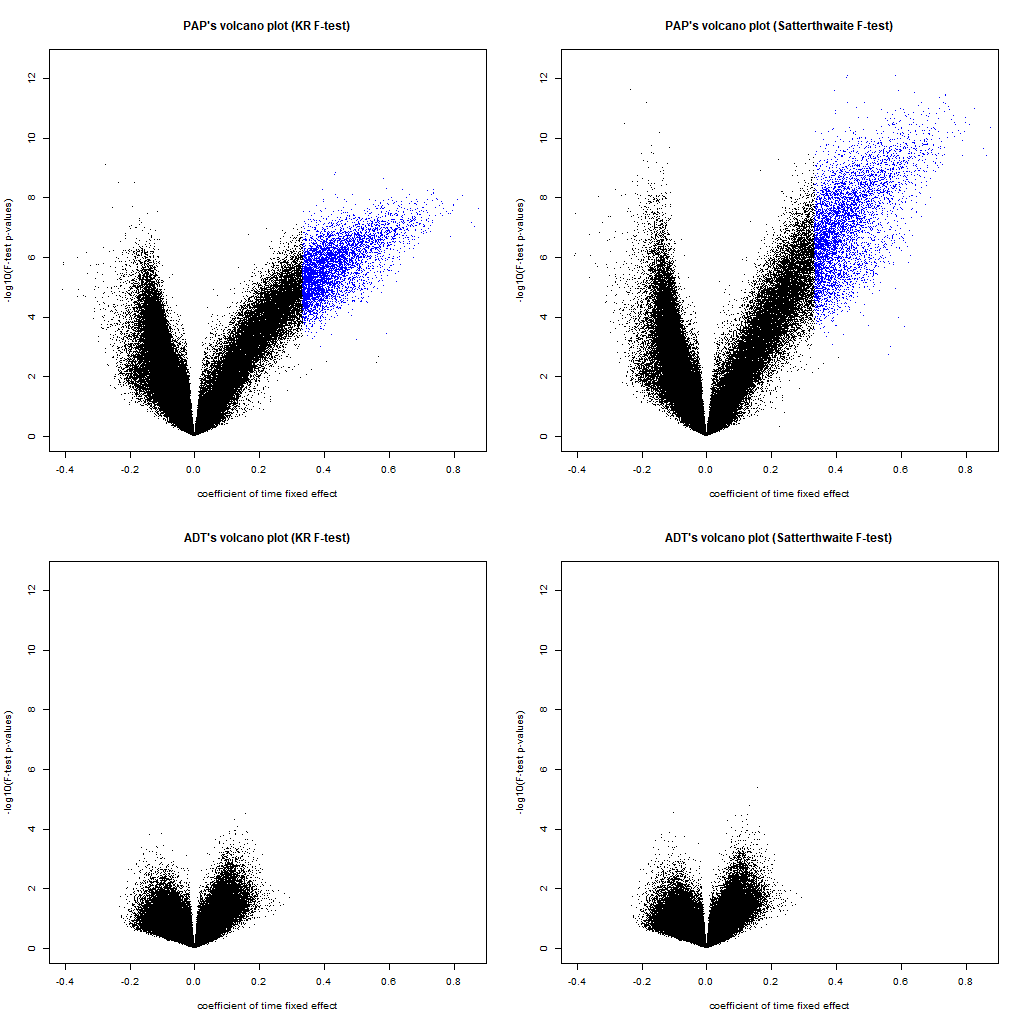 PAP's volcano plot (KR F-test)
12
10
8
6
4
2
0
-log10(F-test p-values)
-0.4 -0.2 0.0 0.2 0.4 0.6 0.8
coefficient of time fixed effect
PAP's volcano plot (Satterthwaite F-test)
12
10
8
6
4
2
0
-log10(F-test p-values)
-0.4 -0.2 0.0 0.2 0.4 0.6 0.8
coefficient of time fixed effect
ADT's volcano plot (KR F-test)
12
10
8
6
4
2
0
-log10(F-test p-values)
-0.4 -0.2 0.0 0.2 0.4 0.6 0.8
coefficient of time fixed effect
ADT's volcano plot (Satterthwaite F-test)
12
10
8
6
4
2
0
-log10(F-test p-values)
-0.4 -0.2 0.0 0.2 0.4 0.6 0.8
coefficient of time fixed effect